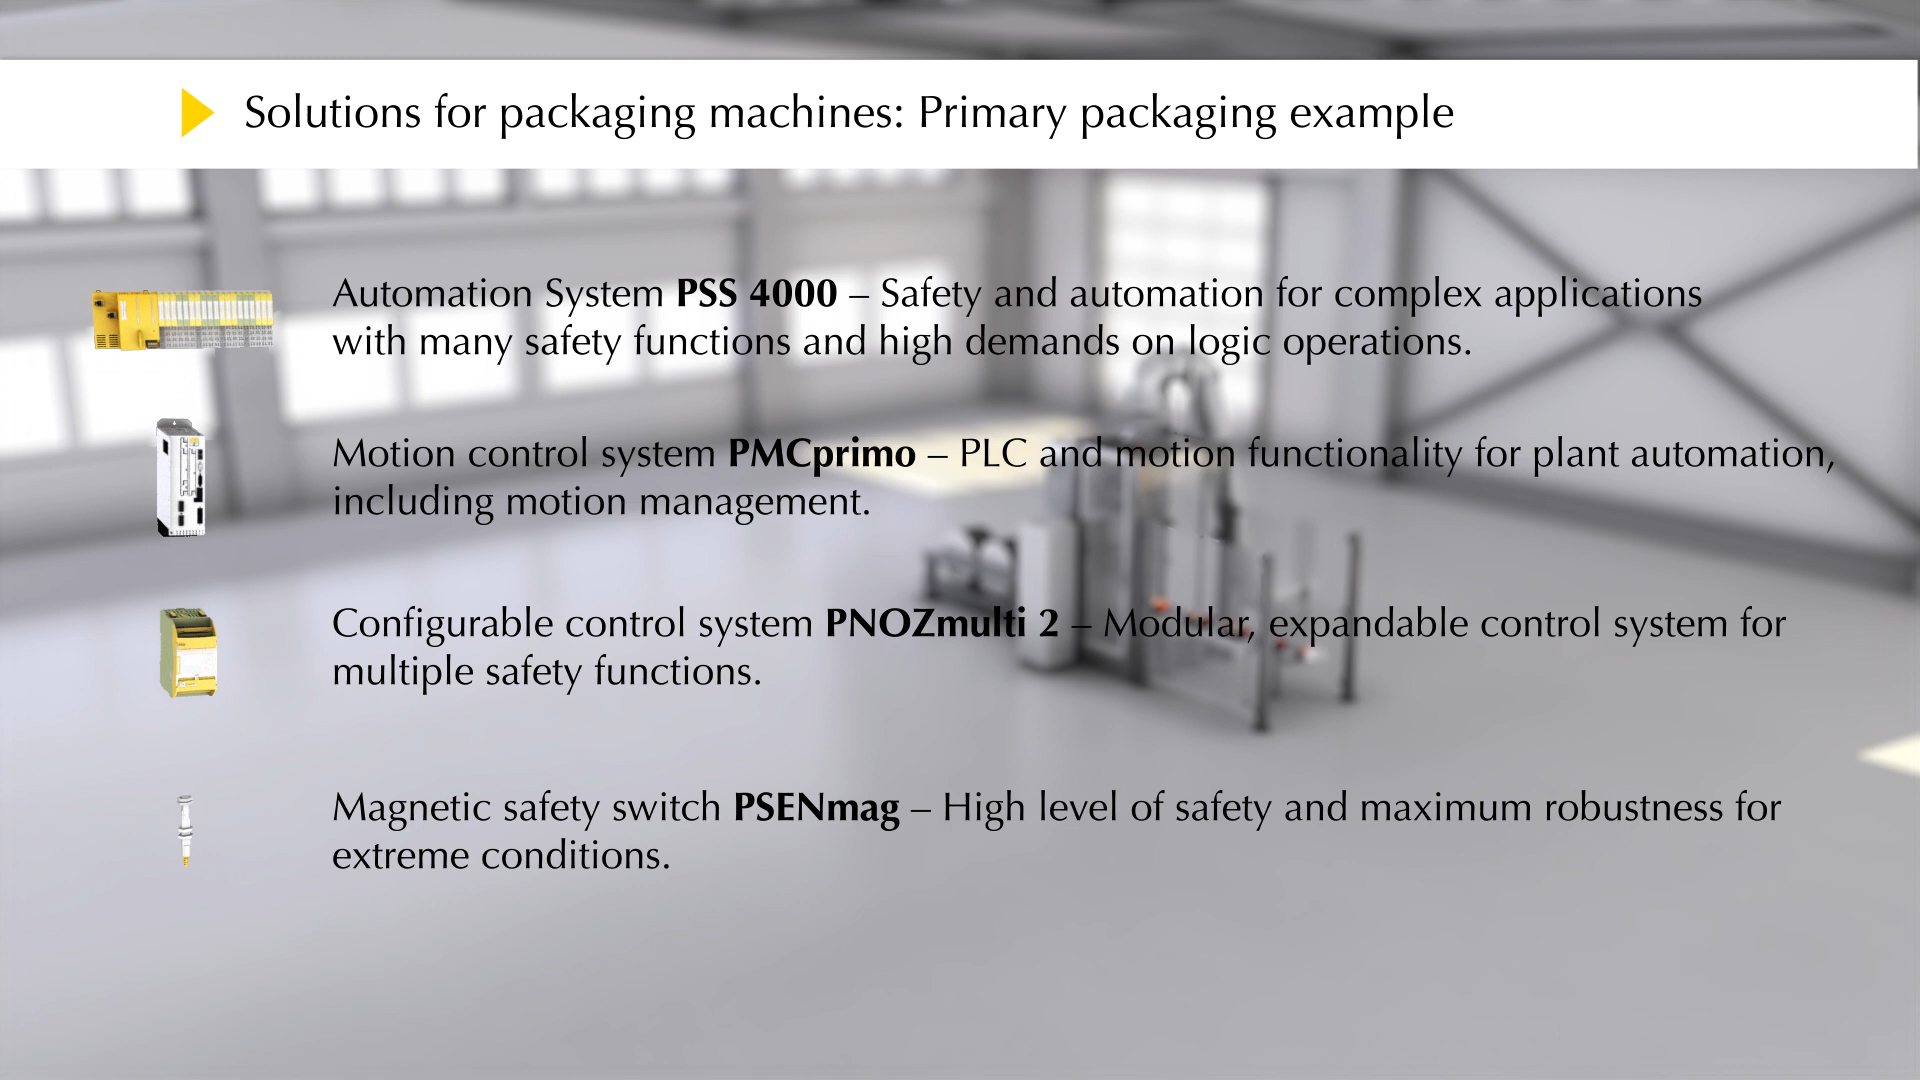 Solutions for packaging machines: Primary packaging example
Automation System PSS 4000 – Safety and automation for complex applications
with many safety functions and high demands on logic operations.
Motion control system PMCprimo – PLC and motion functionality for plant automation,
including motion management.
Configurable control system PNOZmulti 2 – Modular, expandable control system for
multiple safety functions.
Magnetic safety switch PSENmag – High level of safety and maximum robustness for
extreme conditions.